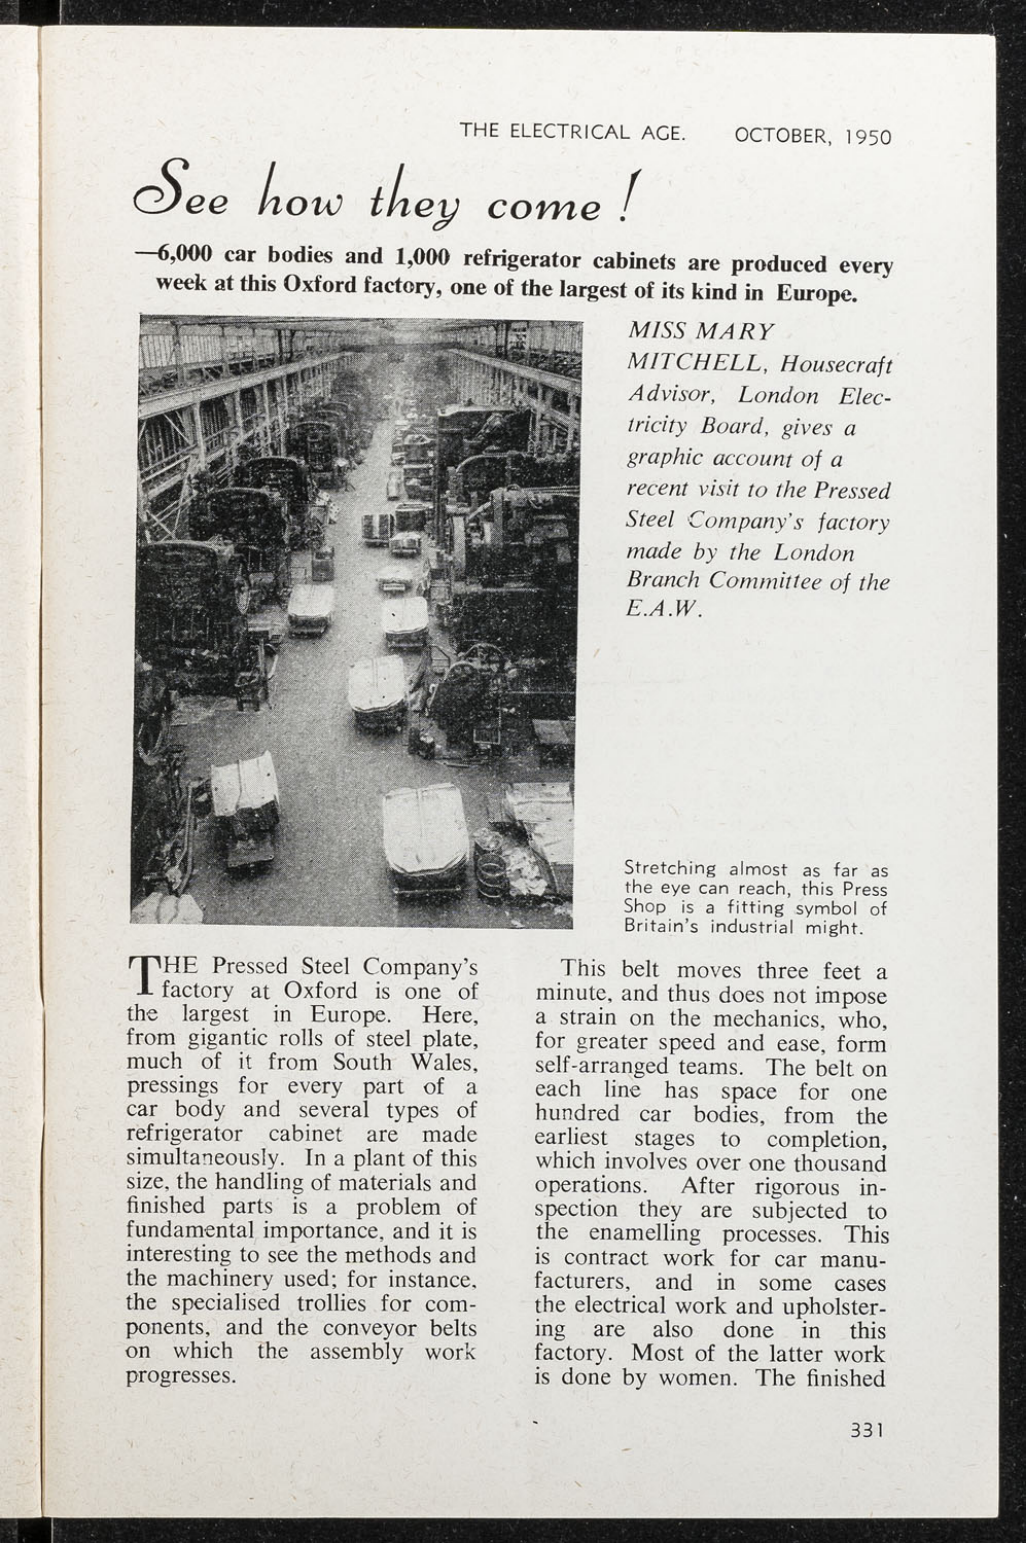 THE ELECTRICAL AGE. OCTOBER, 1950
See how they come!
—6,000 car bodies and 1,000 refrigerator cabinets are produced every
week at this Oxford factory, one of the largest of its kind in Europe.
MISS MARY
MITCHELL, Housecraft
Advisor, London Elec-
tricity Board, gives a
graphic account of a
recent visit to the Pressed
Steel Company's factory
made by the London
Branch Committee of the
E.A.W.
Stretching almost as far as
the eye can reach, this Press
Shop is a fitting symbol of
Britain's industrial might.
THE Pressed Steel Company's
factory at Oxford is one of
the largest in Europe. Here,
from gigantic rolls of steel plate,
much of it from South Wales,
pressings for every part of a
car body and several types of
refrigerator cabinet are made
simultaneously. In a plant of this
size, the handling of materials and
finished parts is a problem of
fundamental importance, and it is
interesting to see the methods and
the machinery used; for instance,
the specialised trollies for com-
ponents, and the conveyor belts
on which the assembly work
progresses.
This belt moves three feet a
minute, and thus does not impose
a strain on the mechanics, who,
for greater speed and ease, form
self-arranged teams. The belt on
each line has space for one
hundred car bodies, from the
earliest stages to completion,
which involves over one thousand
operations. After rigorous in-
spection they are subjected to
the enamelling processes. This
is contract work for car manu-
facturers, and in some cases
the electrical work and upholster-
ing are also done in this
factory. Most of the latter work
is done by women. The finished
331